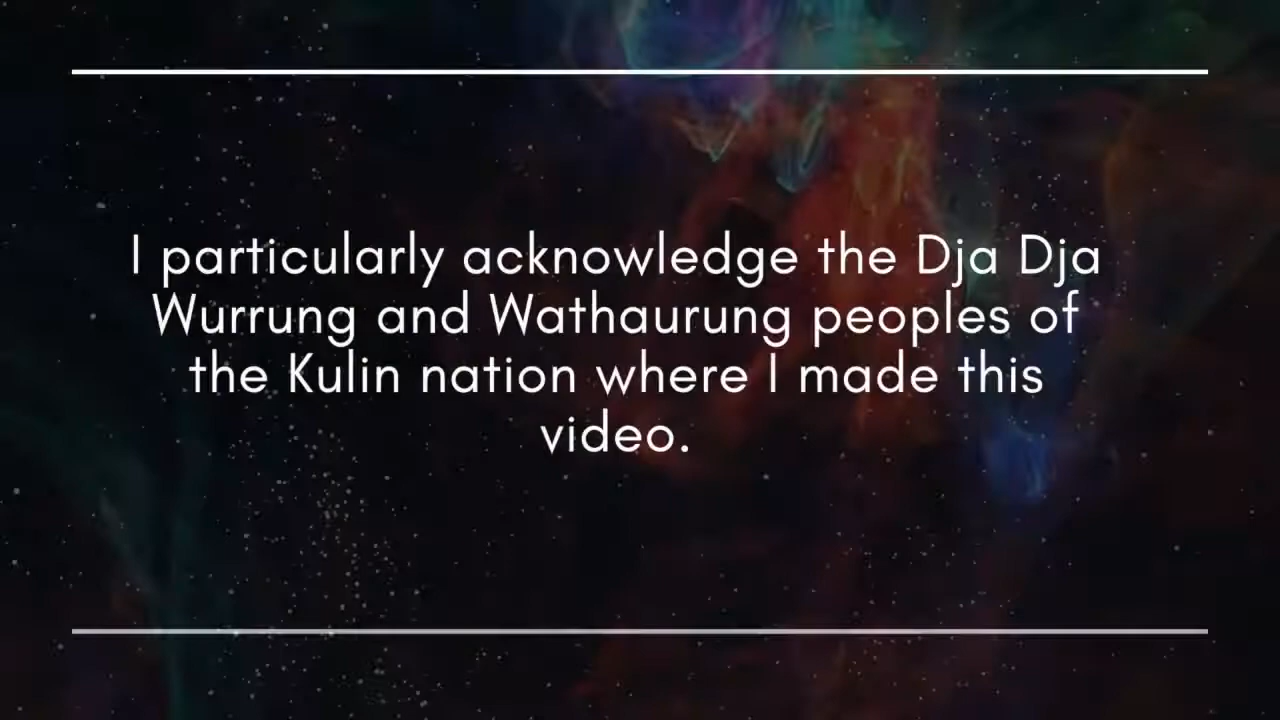 I particularly acknowledge the Dja Dja
Wurrung and Wathaurung peoples of
the Kulin nation where I made this
video.